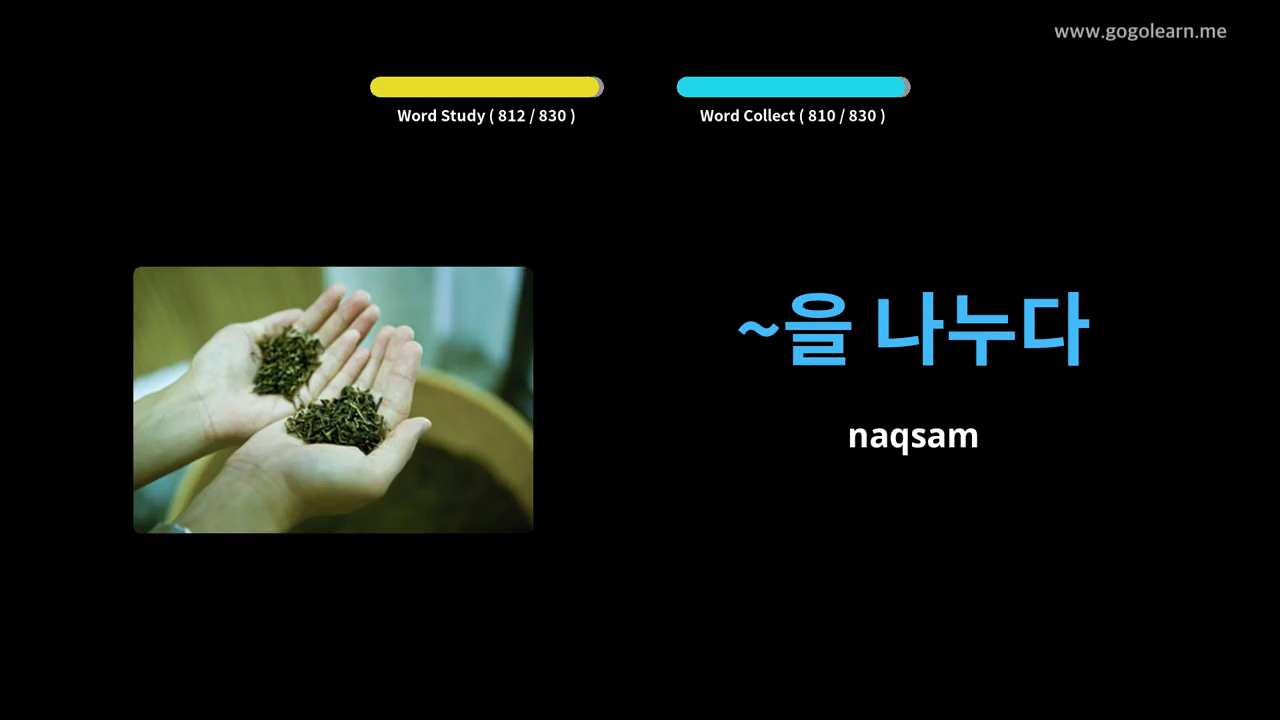 www.gogolearn.me
Word Study ( 812 / 830 )
Word Collect ( 810 / 830 )
~을 나누다
naqsam